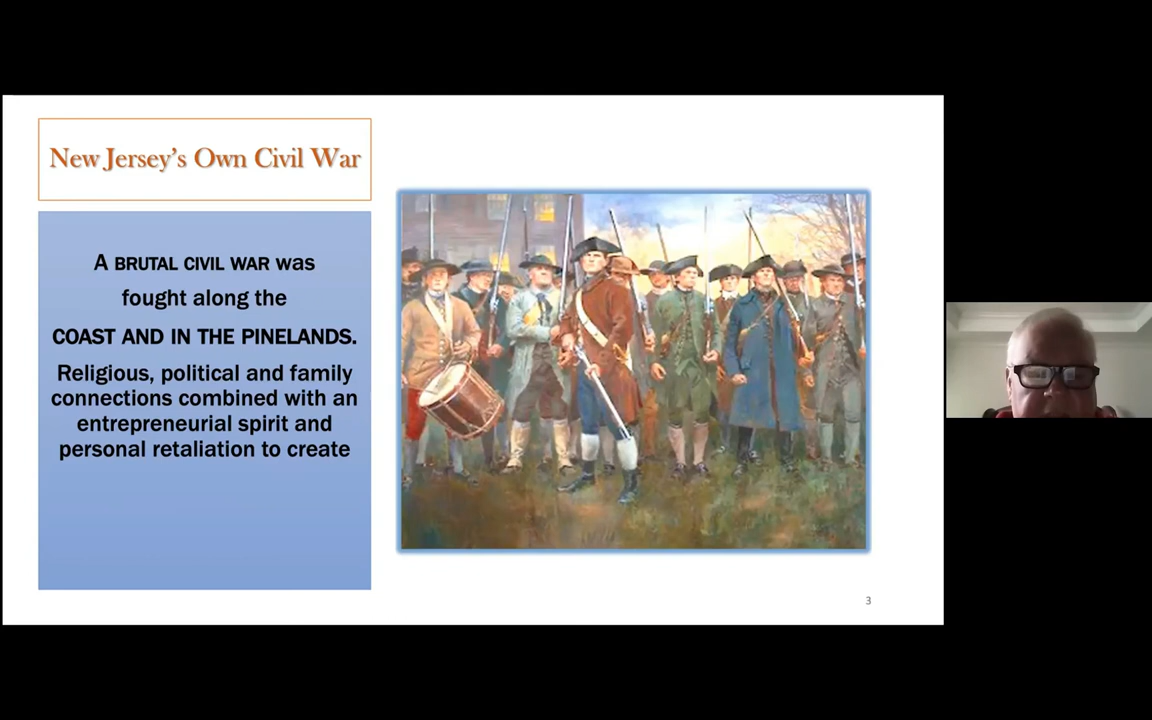 New Jersey’s Own Civil War
A BRUTAL CIVIL WAR was
fought along the
COAST AND IN THE PINELANDS.
Religious, political and family
connections combined with an
entrepreneurial spirit and
personal retaliation to create
3